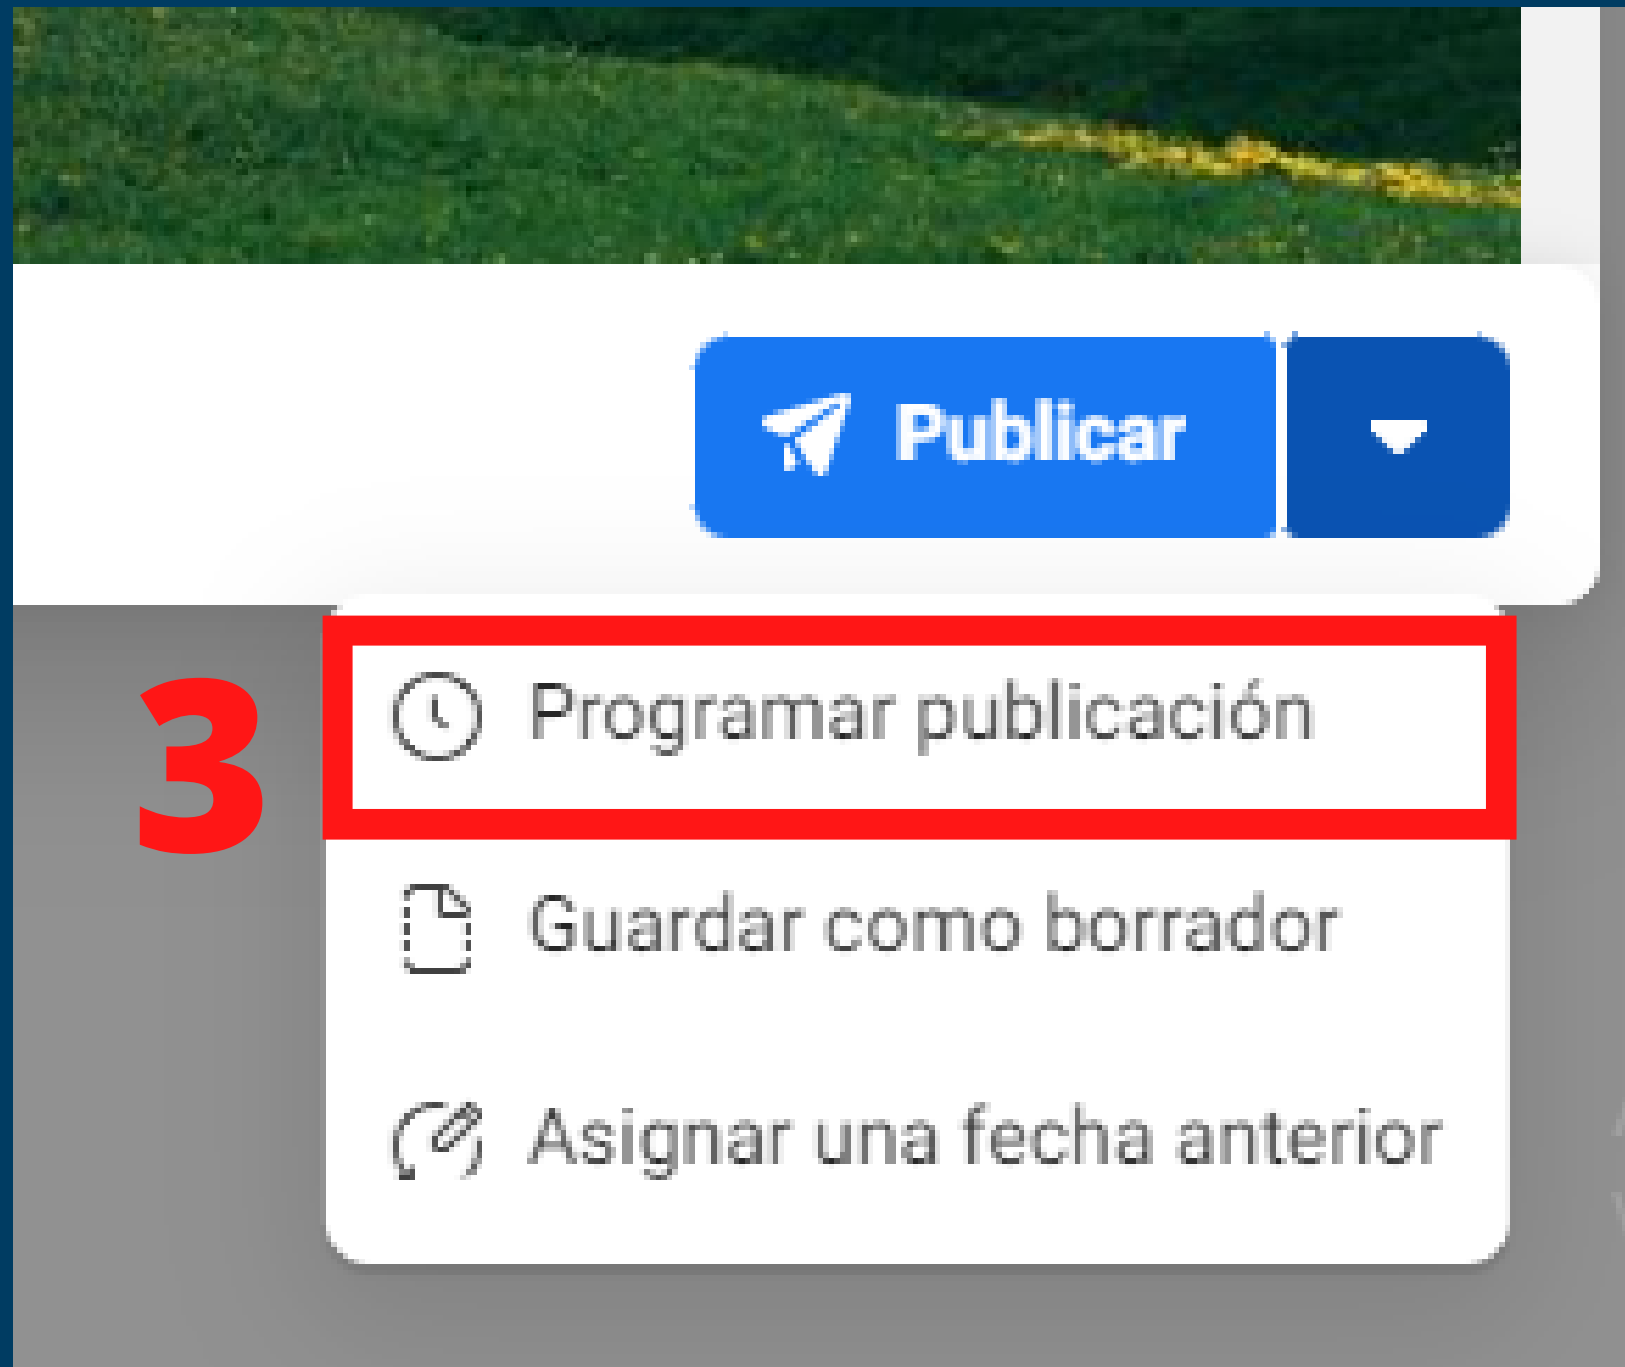 Publicar
3
Programar publicación
Guardar como borrador
Asignar una fecha anterior